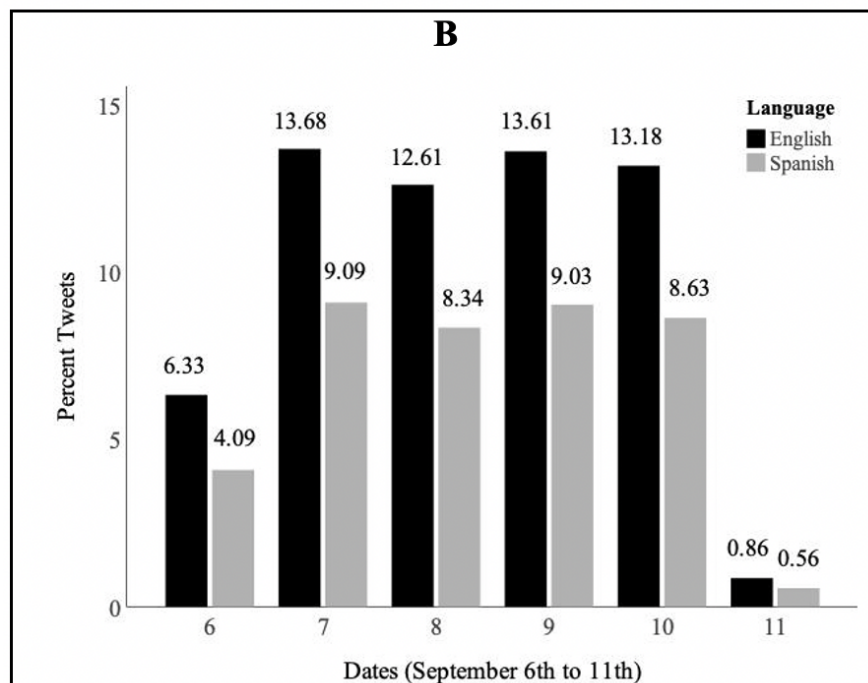 B
Percent Tweets
15
10
5
0
13.68
12.61
13.61
13.18
9.09
8.34
9.03
8.63
6.33
4.09
0.86
0.56
Language
English
Spanish
6 7 8 9 10 11
Dates (September 6th to 11th)